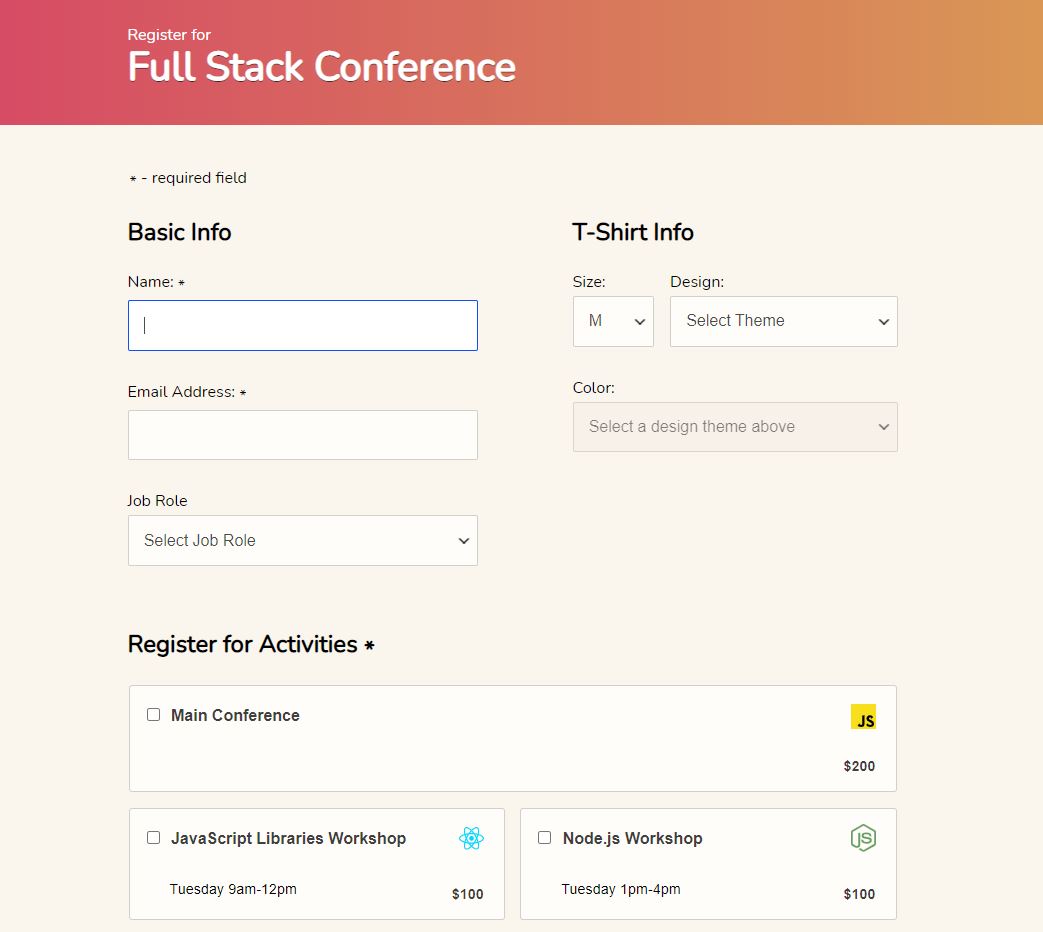 Register for
Full Stack Conference
* - required field
Basic Info
Name: *
Email Address: *
Job Role
Select Job Role
T-Shirt Info
Size:
Design:
M
Select Theme
Color:
Select a design theme above
Register for Activities *
Main Conference
JS
$200
JavaScript Libraries Workshop
Tuesday 9am-12pm
$100
Node.js Workshop
JS
Tuesday 1pm-4pm
$100